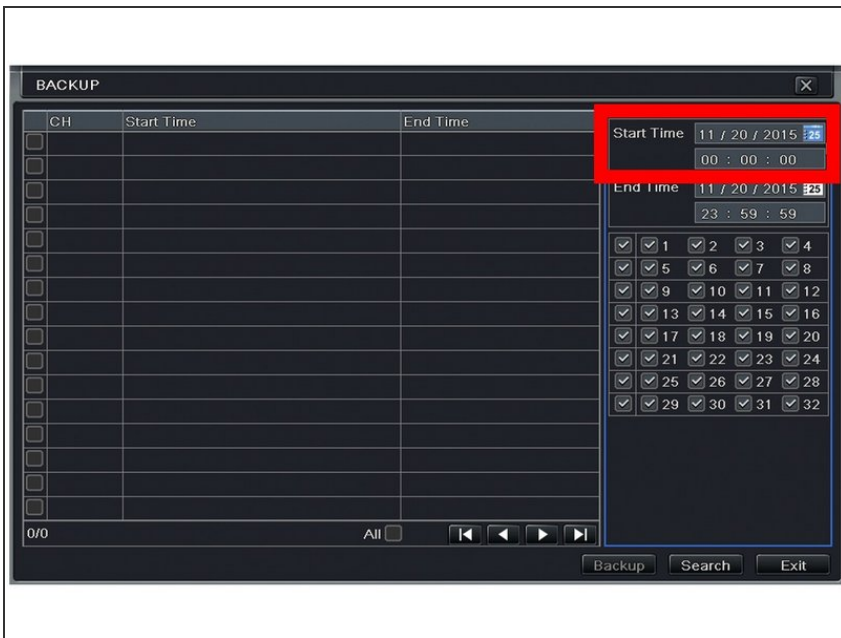 BACKUP
CH Start Time End Time
Start Time 11 / 20 / 2015 25
00 : 00 : 00
End Time 11 / 20 / 2015 25
23 : 59 : 59
1 2 3 4
5 6 7 8
9 10 11 12
13 14 15 16
17 18 19 20
21 22 23 24
25 26 27 28
29 30 31 32
0/0 All
Backup Search Exit